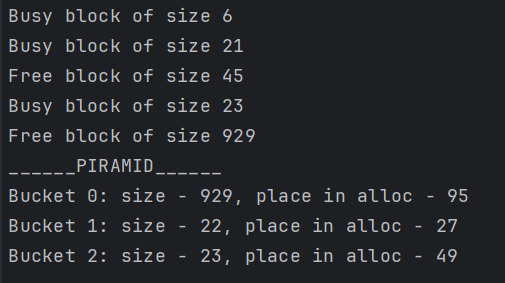 Busy block of size 6
Busy block of size 21
Free block of size 45
Busy block of size 23
Free block of size 929
______PIRAMID______
Bucket 0: size - 929, place in alloc - 95
Bucket 1: size - 22, place in alloc - 27
Bucket 2: size - 23, place in alloc - 49